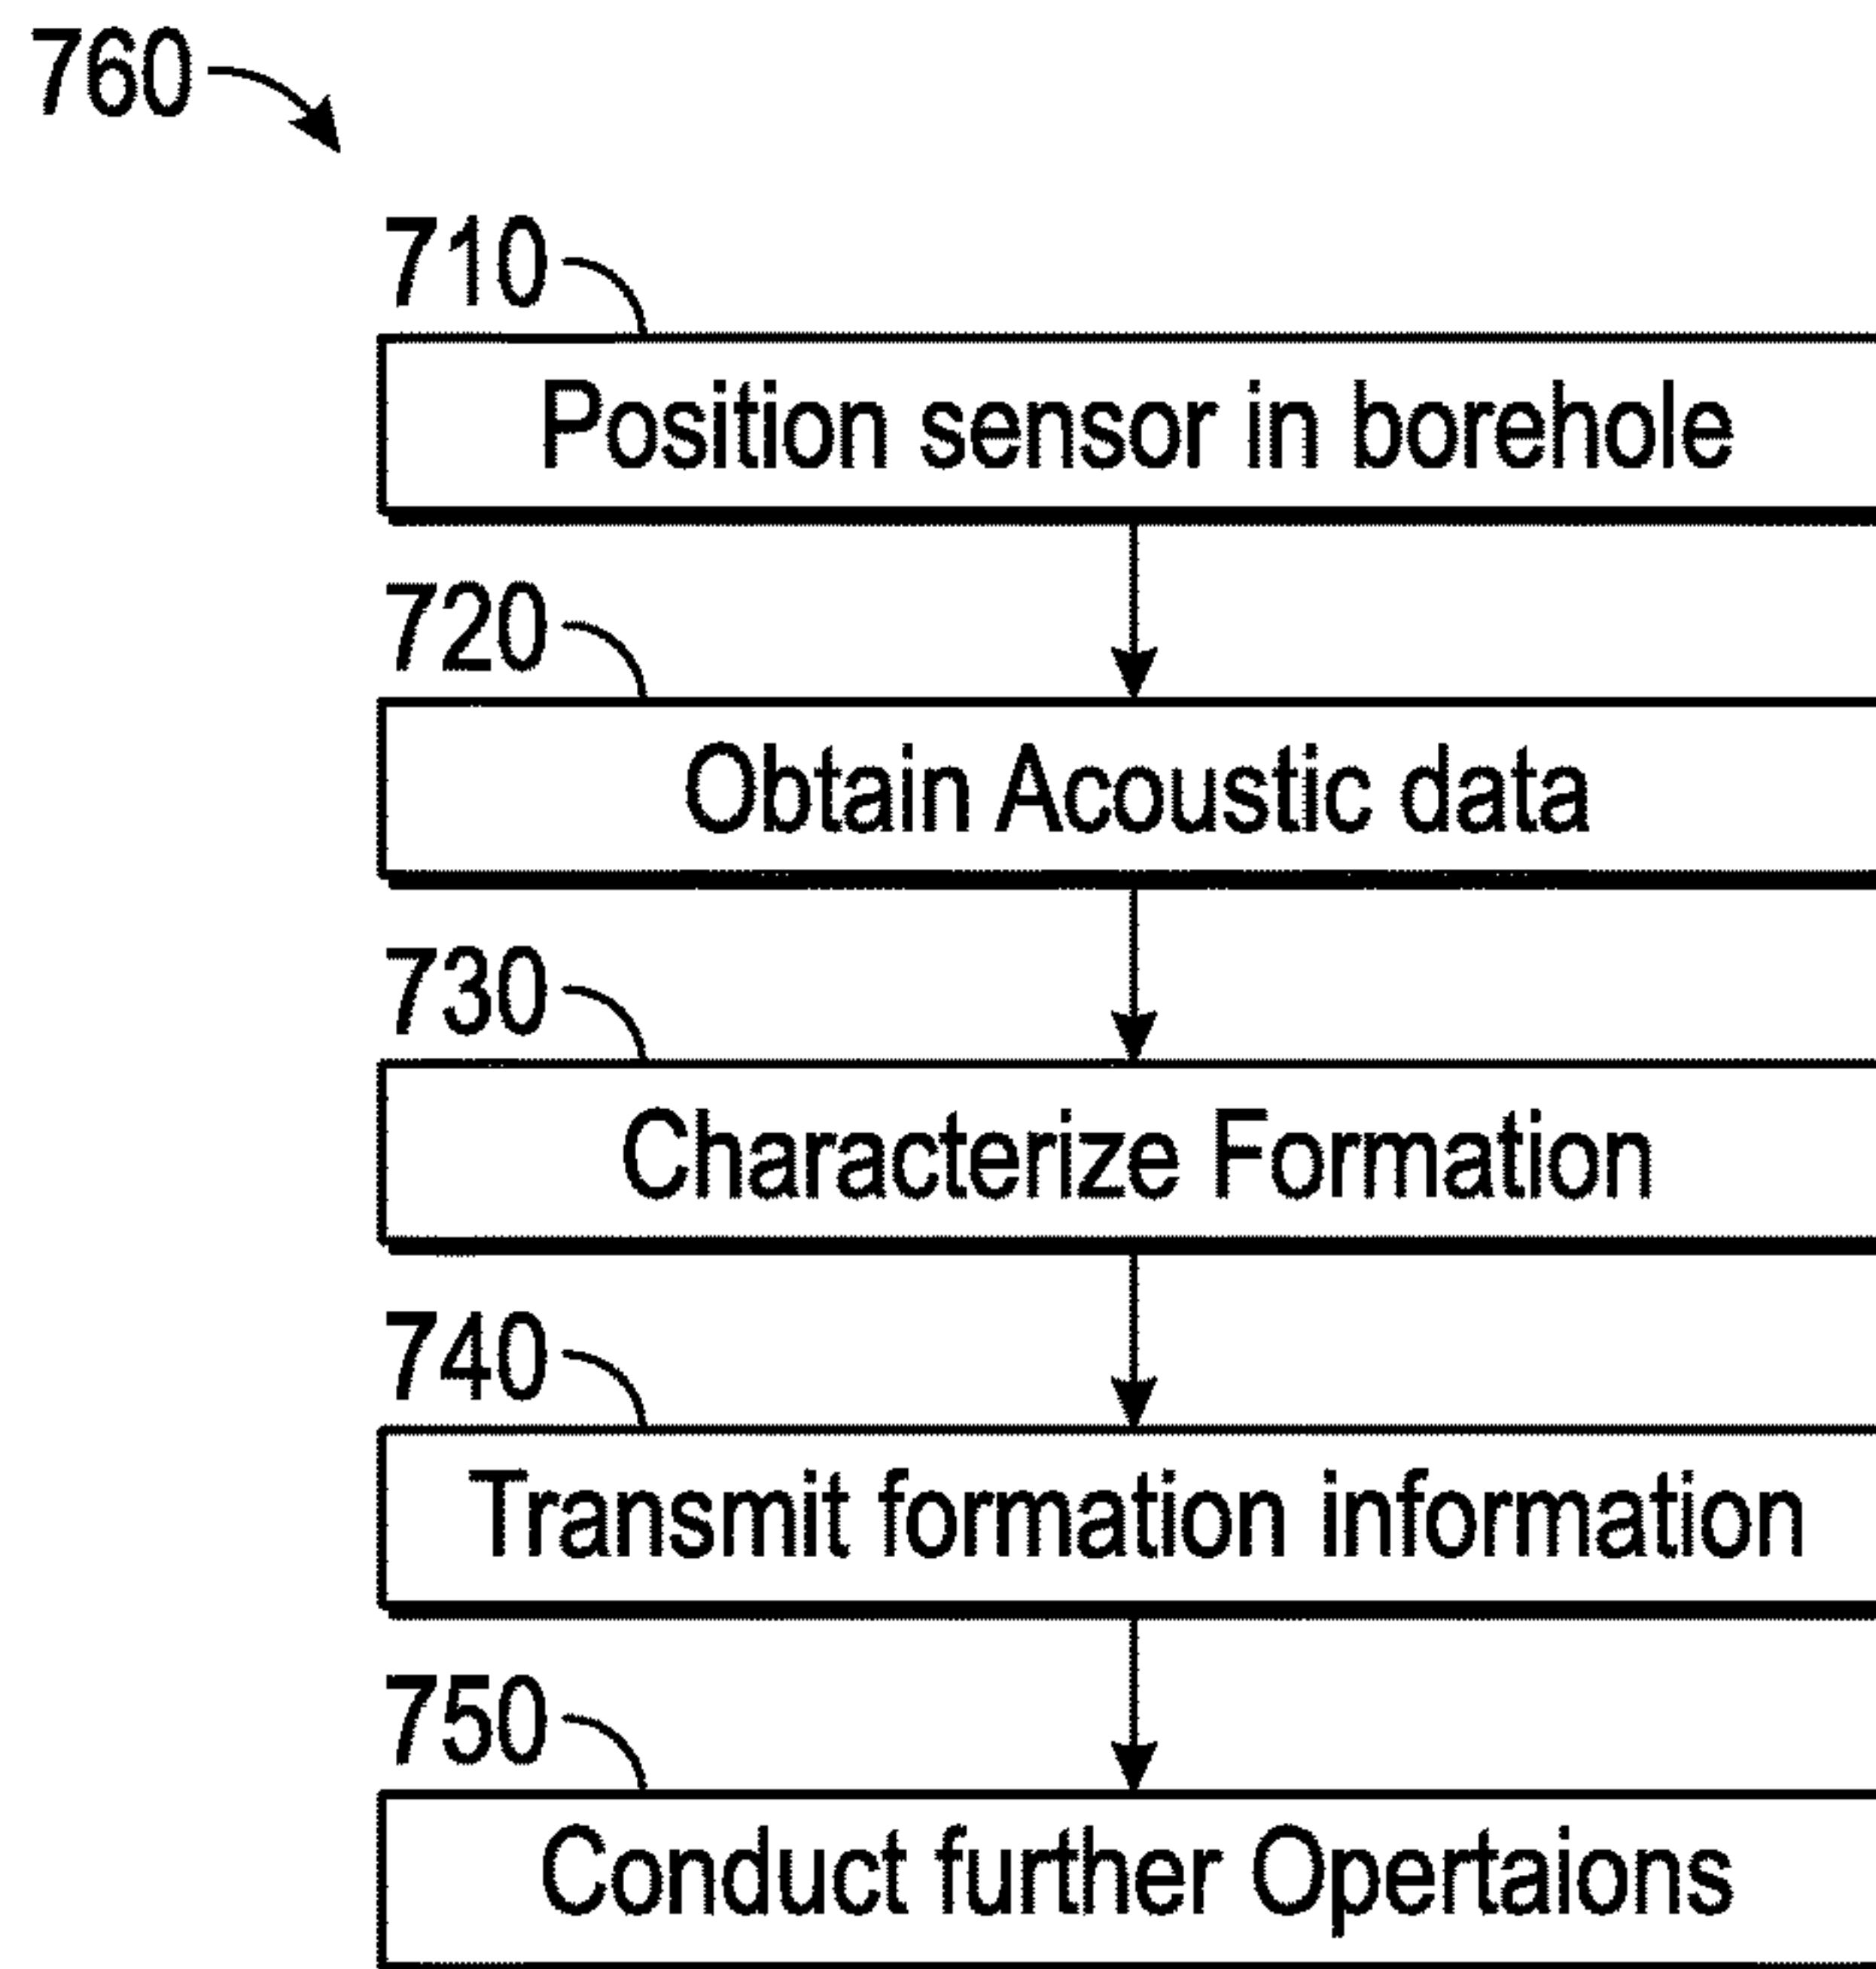 760
710
Position sensor in borehole
720
Obtain Acoustic data
730
Characterize Formation
740
Transmit formation information
750
Conduct further Opertaions